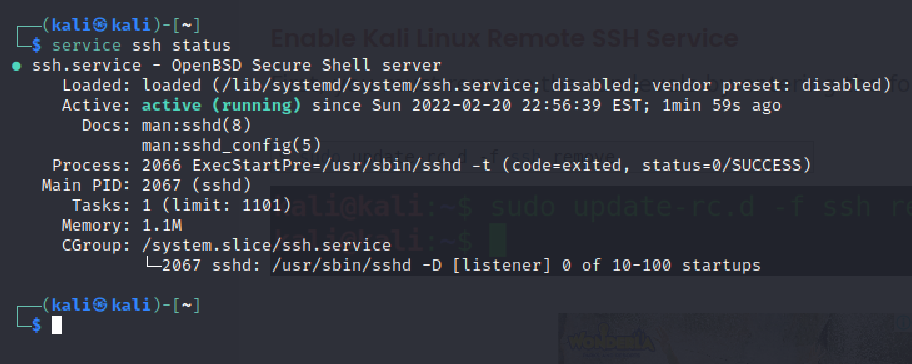 ┌──(kali㉿kali)-[~]
└─$ service ssh status
● ssh.service - OpenBSD Secure Shell server
Loaded: loaded (/lib/systemd/system/ssh.service; disabled; vendor preset: disabled)
Active: active (running) since Sun 2022-02-20 22:56:39 EST; 1min 59s ago
Docs: man:sshd(8)
man:sshd_config(5)
Process: 2066 ExecStartPre=/usr/sbin/sshd -t (code=exited, status=0/SUCCESS)
Main PID: 2067 (sshd)
Tasks: 1 (limit: 1101)
Memory: 1.1M
CGroup: /system.slice/ssh.service
└─2067 sshd: /usr/sbin/sshd -D [listener] 0 of 10-100 startups
┌──(kali㉿kali)-[~]
└─$
Enable Kali Linux Remote SSH Service
kali@kali:~$ sudo update-rc.d -f ssh re
kali@kali:~$